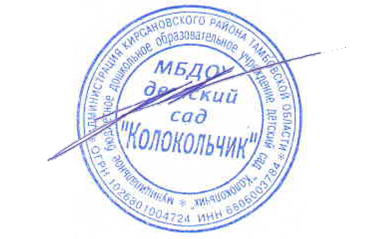 АДМИНИСТРАЦИЯ КИРСАНОВСКОГО РАЙОНА ТАМБОВСКОЙ ОБЛАСТИ *
ОГРН 1026801004724 ИНН 6806003784 *
муниципальное бюджетное дошкольное образовательное учреждение детский сад "Колокольчик" *
МБДОУ
детский
сад
"КОЛОКОЛЬЧИК"